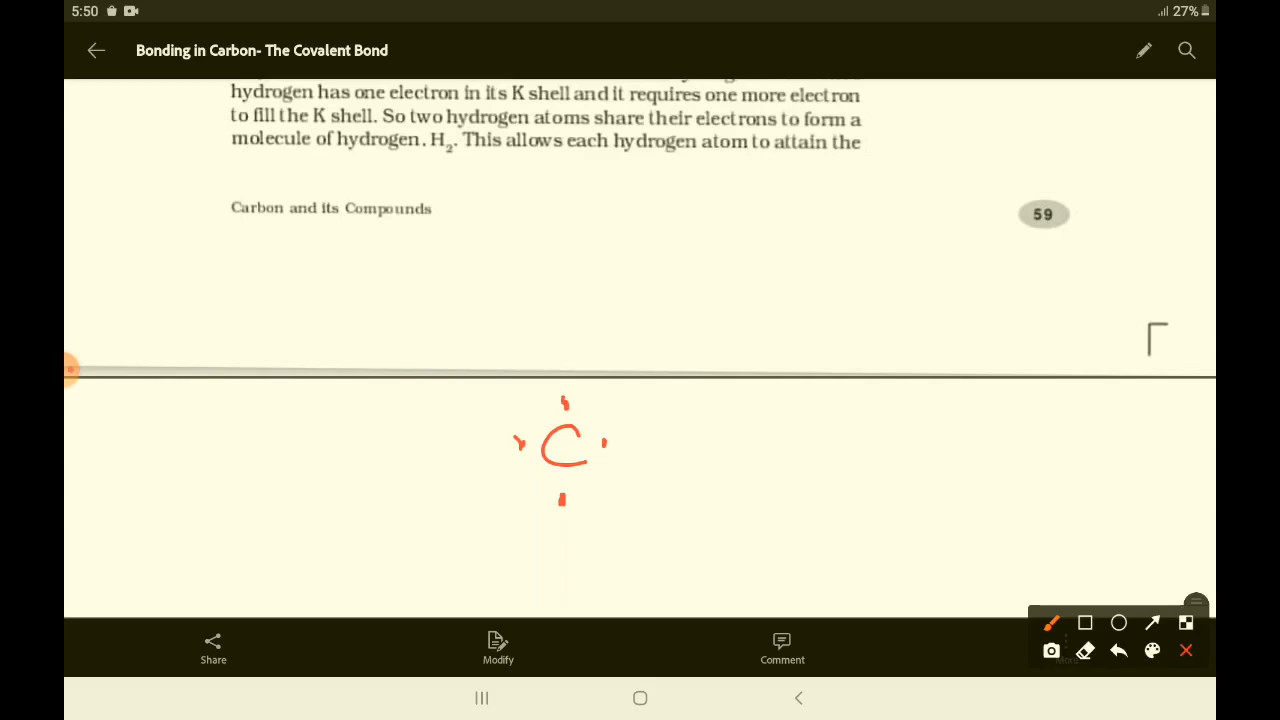 5:50
27%
Bonding in Carbon- The Covalent Bond
hydrogen has one electron in its K shell and it requires one more electron
to fill the K shell. So two hydrogen atoms share their electrons to form a
molecule of hydrogen, H₂. This allows each hydrogen atom to attain the
Carbon and its Compounds
59
C
Share
Modify
Comment
More